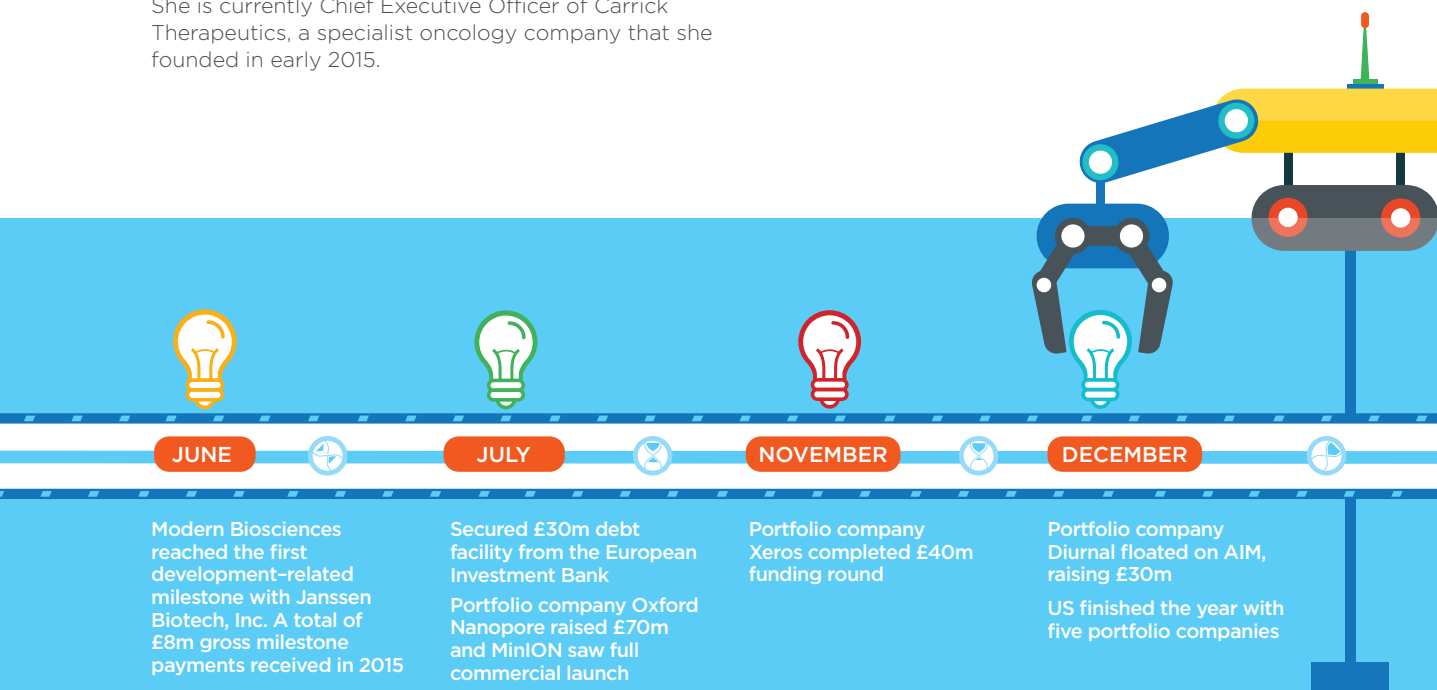 She is currently Chief Executive Officer of Carrick
Therapeutics, a specialist oncology company that she
founded in early 2015.
JUNE
JULY
NOVEMBER
DECEMBER
Modern Biosciences
reached the first
development–related
milestone with Janssen
Biotech, Inc. A total of
£8m gross milestone
payments received in 2015
Secured £30m debt
facility from the European
Investment Bank
Portfolio company Oxford
Nanopore raised £70m
and MinION saw full
commercial launch
Portfolio company
Xeros completed £40m
funding round
Portfolio company
Diurnal floated on AIM,
raising £30m
US finished the year with
five portfolio companies